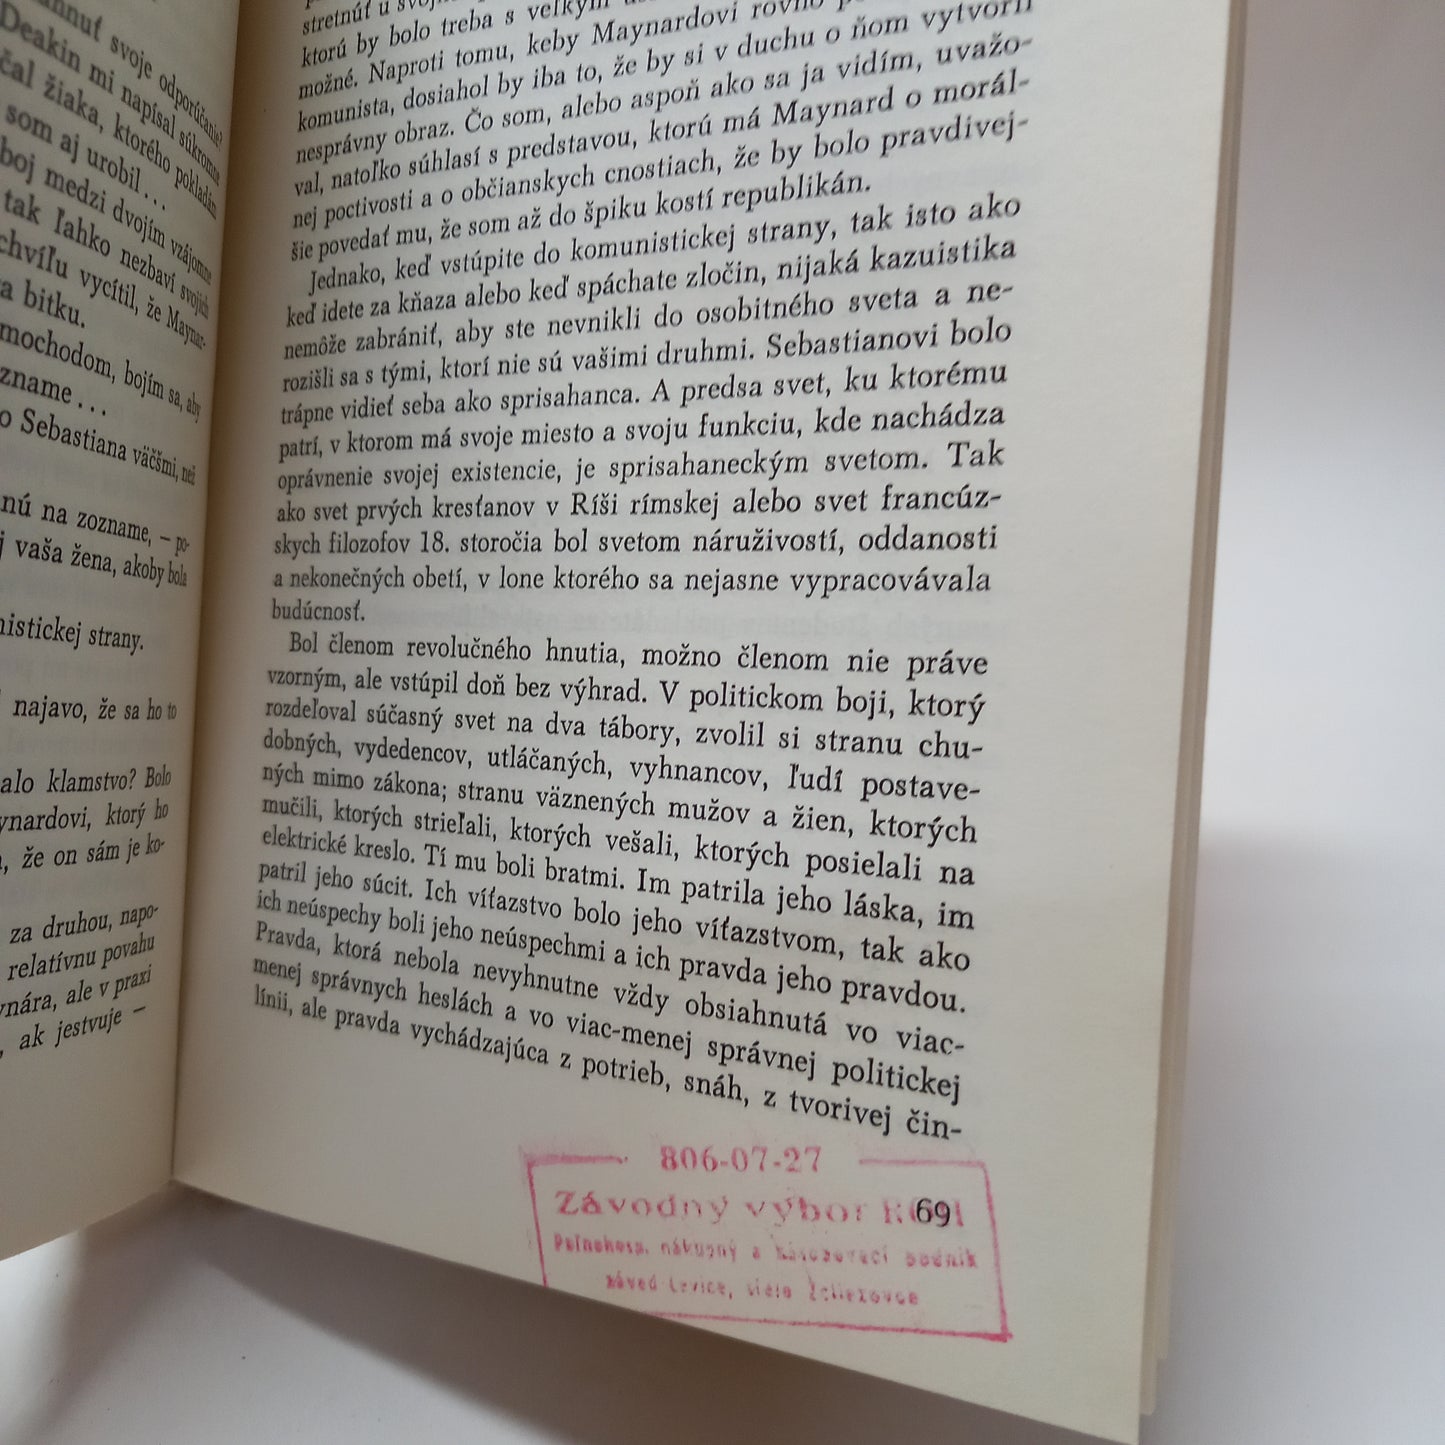 svoje odporúčanie?
Deakin mi napísal súkromne
žiaka, ktorého pokladám
som aj urobil . . .
boj medzi dvojím vzájomne
tak ľahko nezbaví svojich
chvíľu vycítil, že Maynar-
bitku.
bojím sa, aby
zname . . .
Sebastiana väčšmi, než
na zozname, – po-
vaša žena, akoby bola
strany.
najavo, že sa ho to
klamstvo? Bolo
ktorý ho
že on sám je ko-
za druhou, napo-
relatívnu povahu
ale v praxi
ak jestvuje –
stretnúť u
ktorú by bolo treba s veľkým
možné. Naproti tomu, keby Maynardovi rovno
komunista, dosiahol by iba to, že by si v duchu o ňom vytvoril
nesprávny obraz. Čo som, alebo aspoň ako sa ja vidím, uvažo-
val, natoľko súhlasí s predstavou, ktorú má Maynard o morál-
nej poctivosti a o občianskych cnostiach, že by bolo pravdivej-
šie povedať mu, že som až do špiku kostí republikán.
Jednako, keď vstúpite do komunistickej strany, tak isto ako
keď idete za kňaza alebo keď spáchate zločin, nijaká kazuistika
nemôže zabrániť, aby ste nevnikli do osobitného sveta a ne-
rozišli sa s tými, ktorí nie sú vašimi druhmi. Sebastianovi bolo
trápne vidieť seba ako sprisahanca. A predsa svet, ku ktorému
patrí, v ktorom má svoje miesto a svoju funkciu, kde nachádza
oprávnenie svojej existencie, je sprisahaneckým svetom. Tak
ako svet prvých kresťanov v Ríši rímskej alebo svet francúz-
skych filozofov 18. storočia bol svetom náruživostí, oddanosti
a nekonečných obetí, v lone ktorého sa nejasne vypracovávala
budúcnosť.
Bol členom revolučného hnutia, možno členom nie práve
vzorným, ale vstúpil doň bez výhrad. V politickom boji, ktorý
rozdeľoval súčasný svet na dva tábory, zvolil si stranu chu-
dobných, vydedencov, utláčaných, vyhnancov, ľudí postave-
ných mimo zákona; stranu väznených mužov a žien, ktorých
mučili, ktorých strieľali, ktorých vešali, ktorých posielali na
elektrické kreslo. Tí mu boli bratmi. Im patrila jeho láska, im
patril jeho súcit. Ich víťazstvo bolo jeho víťazstvom, tak ako
ich neúspechy boli jeho neúspechmi a ich pravda jeho pravdou.
Pravda, ktorá nebola nevyhnutne vždy obsiahnutá vo viac-
menej správnych heslách a vo viac-menej správnej politickej
línii, ale pravda vychádzajúca z potrieb, snáh, z tvorivej čin-
806-07-27
Závodný výbor
69
nákupný a podnik
závod Levice, Želiezovce